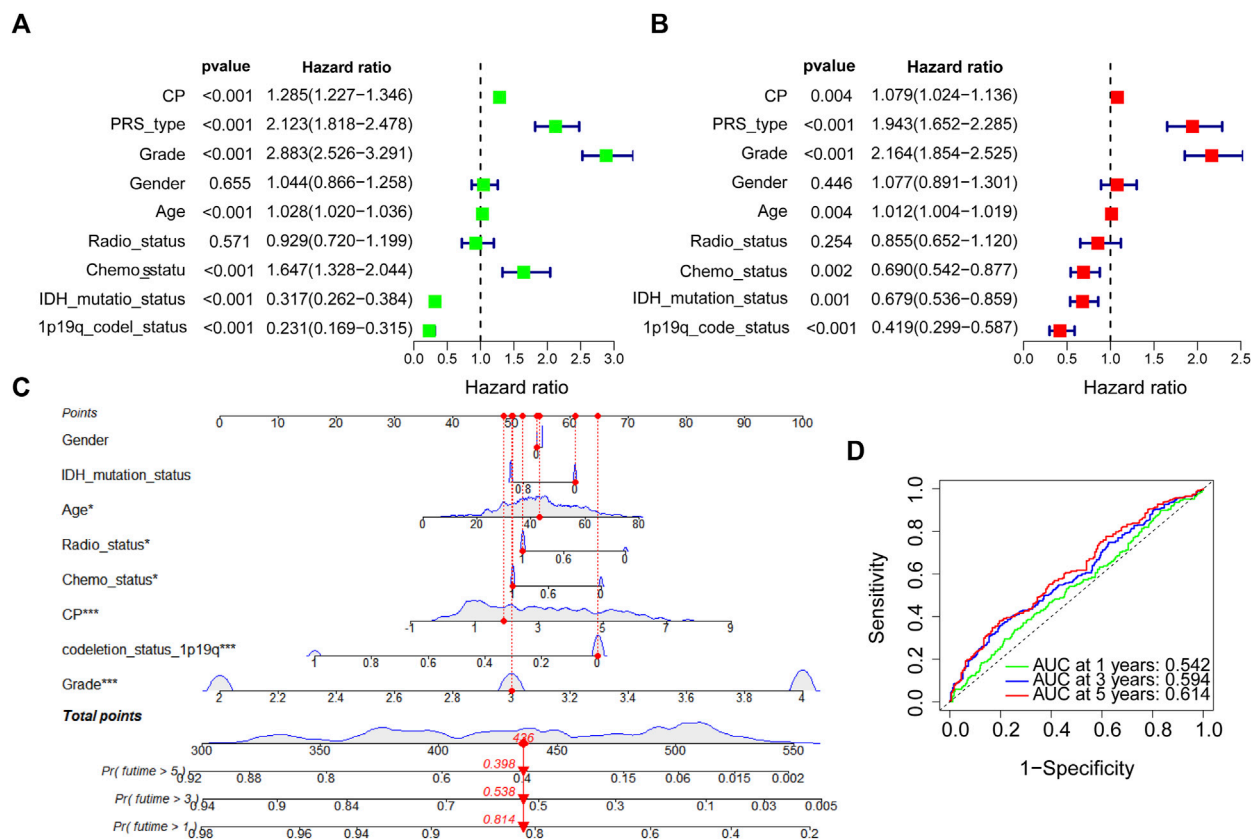 A
pvalue Hazard ratio
CP <0.001 1.285(1.227−1.346)
PRS_type <0.001 2.123(1.818−2.478)
Grade <0.001 2.883(2.526−3.291)
Gender 0.655 1.044(0.866−1.258)
Age <0.001 1.028(1.020−1.036)
Radio_status 0.571 0.929(0.720−1.199)
Chemo_sstatu <0.001 1.647(1.328−2.044)
IDH_mutatio_status <0.001 0.317(0.262−0.384)
1p19q_codel_status <0.001 0.231(0.169−0.315)
0.0 0.5 1.0 1.5 2.0 2.5 3.0
Hazard ratio
B
pvalue Hazard ratio
CP 0.004 1.079(1.024−1.136)
PRS_type <0.001 1.943(1.652−2.285)
Grade <0.001 2.164(1.854−2.525)
Gender 0.446 1.077(0.891−1.301)
Age 0.004 1.012(1.004−1.019)
Radio_status 0.254 0.855(0.652−1.120)
Chemo_status 0.002 0.690(0.542−0.877)
IDH_mutation_status 0.001 0.679(0.536−0.859)
1p19q_code_status <0.001 0.419(0.299−0.587)
0.0 0.5 1.0 1.5 2.0 2.5
Hazard ratio
C
Points
0 10 20 30 40 50 60 70 80 90 100
Gender
0
IDH_mutation_status
0.8 0
Age*
0 20 40 60 80
Radio_status*
1 0.6 0
Chemo_status*
1 0.6 0
CP***
-1 1 3 5 7 9
codeletion_status_1p19q***
1 0.8 0.6 0.4 0.2 0
Grade***
2 2.2 2.4 2.6 2.8 3 3.2 3.4 3.6 3.8 4
Total points
436
300 350 400 450 500 550
0.398
Pr( futime > 5 )
0.92 0.88 0.8 0.6 0.4 0.15 0.06 0.015 0.002
0.538
Pr( futime > 3 )
0.94 0.9 0.84 0.7 0.5 0.3 0.1 0.03 0.005
0.814
Pr( futime > 1 )
0.98 0.96 0.94 0.9 0.8 0.6 0.4 0.2
D
Sensitivity
0.0 0.2 0.4 0.6 0.8 1.0
AUC at 1 years: 0.542
AUC at 3 years: 0.594
AUC at 5 years: 0.614
0.0 0.2 0.4 0.6 0.8 1.0
1−Specificity